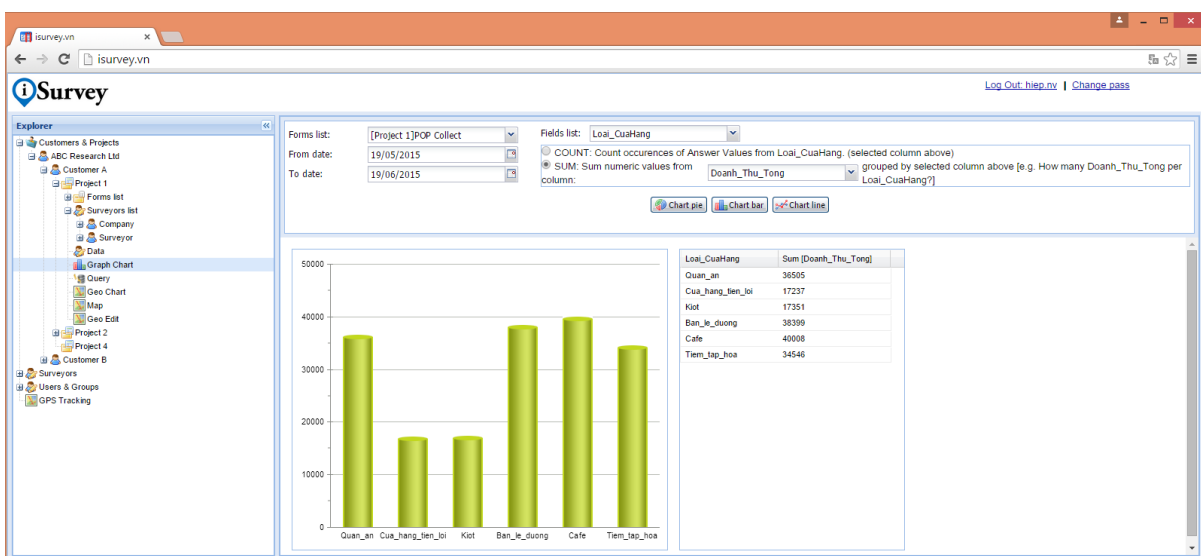 isurvey.vn
isurvey.vn
iSurvey
Log Out: hiep.nv | Change pass
Explorer
Customers & Projects
ABC Research Ltd
Customer A
Project 1
Forms list
Surveyors list
Company
Surveyor
Data
Graph Chart
Query
Geo Chart
Map
Geo Edit
Project 2
Project 4
Customer B
Surveyors
Users & Groups
GPS Tracking
Forms list: [Project 1]POP Collect
From date: 19/05/2015
To date: 19/06/2015
Fields list: Loai_CuaHang
COUNT: Count occurences of Answer Values from Loai_CuaHang. (selected column above)
SUM: Sum numeric values from column: Doanh_Thu_Tong grouped by selected column above [e.g. How many Doanh_Thu_Tong per Loai_CuaHang?]
Chart pie Chart bar Chart line
50000
40000
30000
20000
10000
0
Quan_an Cua_hang_tien_loi Kiot Ban_le_duong Cafe Tiem_tap_hoa
Loai_CuaHang Sum [Doanh_Thu_Tong]
Quan_an 36505
Cua_hang_tien_loi 17237
Kiot 17351
Ban_le_duong 38399
Cafe 40008
Tiem_tap_hoa 34546